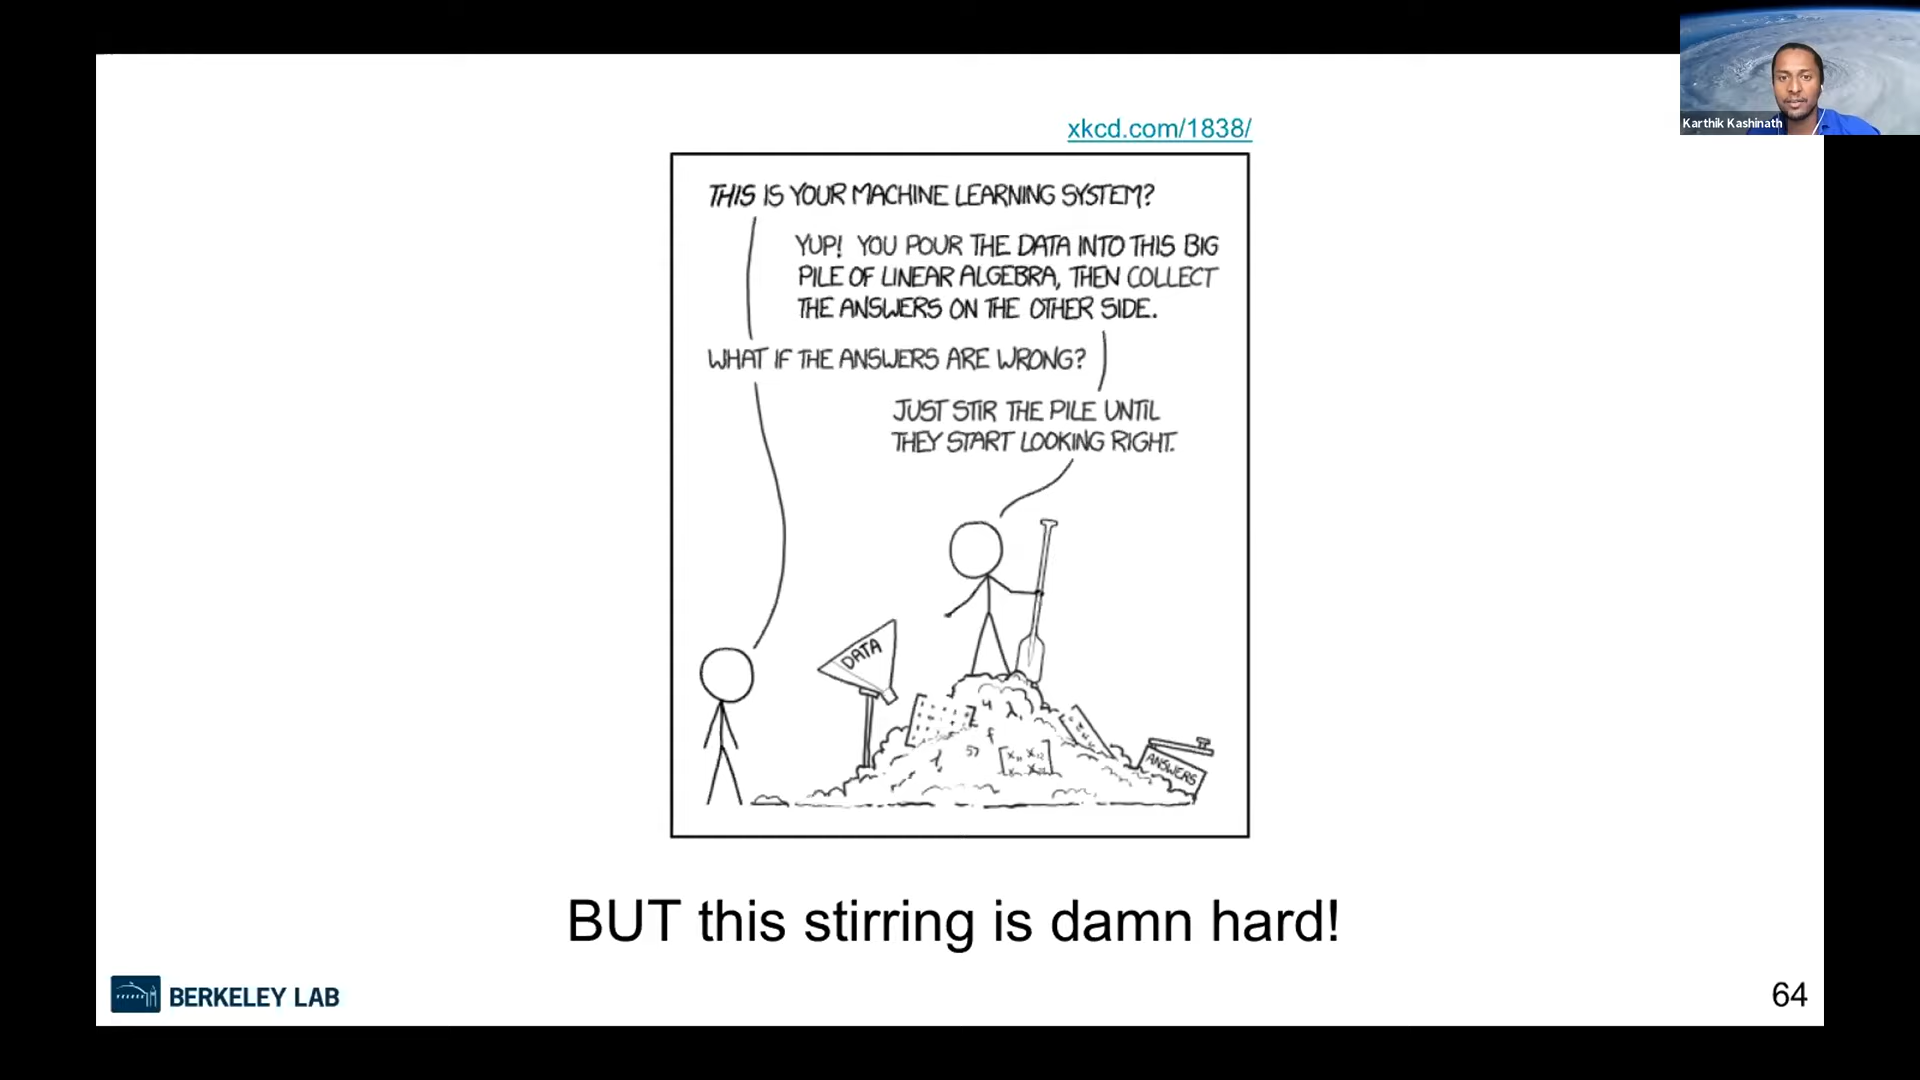 Karthik Kashinath
xkcd.com/1838/
THIS IS YOUR MACHINE LEARNING SYSTEM?
YUP! YOU POUR THE DATA INTO THIS BIG
PILE OF LINEAR ALGEBRA, THEN COLLECT
THE ANSWERS ON THE OTHER SIDE.
WHAT IF THE ANSWERS ARE WRONG?
JUST STIR THE PILE UNTIL
THEY START LOOKING RIGHT.
DATA
ANSWERS
BUT this stirring is damn hard!
BERKELEY LAB
64